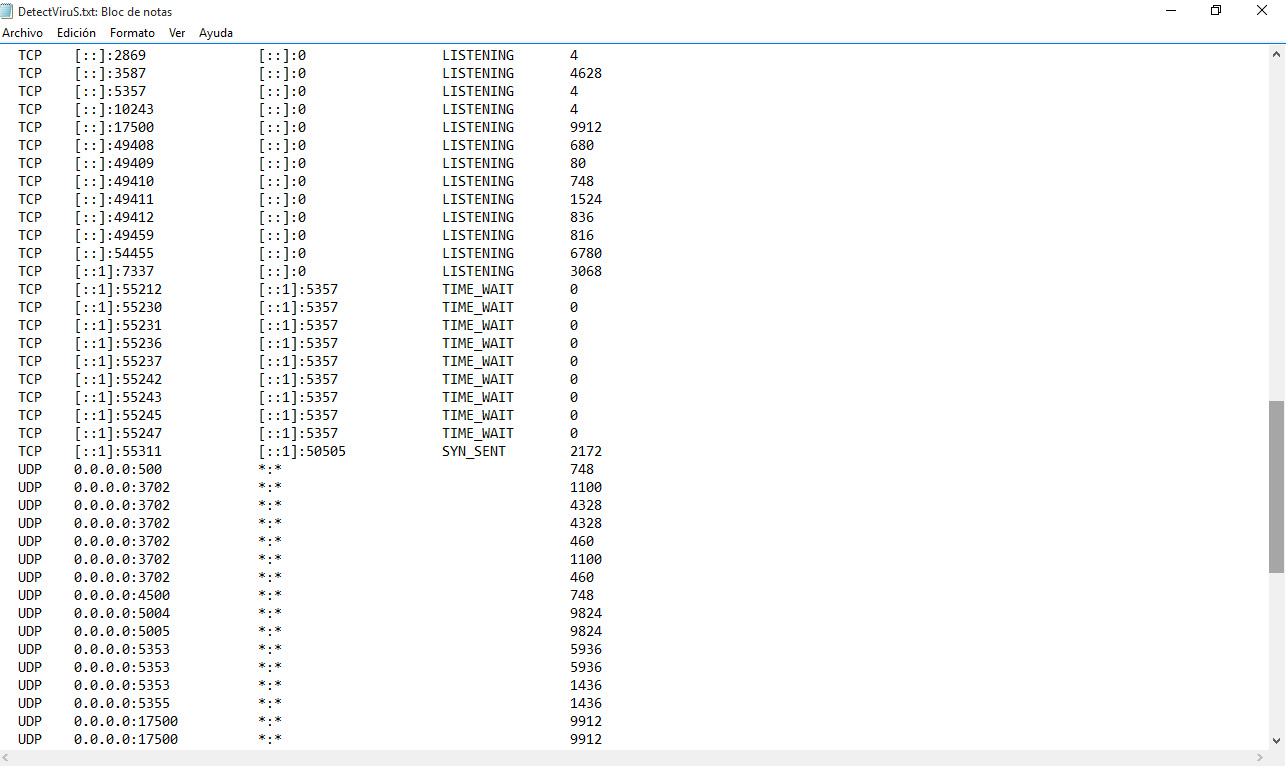 DetectViruS.txt: Bloc de notas
Archivo Edición Formato Ver Ayuda
TCP [::]:2869 [::]:0 LISTENING 4
TCP [::]:3587 [::]:0 LISTENING 4628
TCP [::]:5357 [::]:0 LISTENING 4
TCP [::]:10243 [::]:0 LISTENING 4
TCP [::]:17500 [::]:0 LISTENING 9912
TCP [::]:49408 [::]:0 LISTENING 680
TCP [::]:49409 [::]:0 LISTENING 80
TCP [::]:49410 [::]:0 LISTENING 748
TCP [::]:49411 [::]:0 LISTENING 1524
TCP [::]:49412 [::]:0 LISTENING 836
TCP [::]:49459 [::]:0 LISTENING 816
TCP [::]:54455 [::]:0 LISTENING 6780
TCP [::1]:7337 [::]:0 LISTENING 3068
TCP [::1]:55212 [::1]:5357 TIME_WAIT 0
TCP [::1]:55230 [::1]:5357 TIME_WAIT 0
TCP [::1]:55231 [::1]:5357 TIME_WAIT 0
TCP [::1]:55236 [::1]:5357 TIME_WAIT 0
TCP [::1]:55237 [::1]:5357 TIME_WAIT 0
TCP [::1]:55242 [::1]:5357 TIME_WAIT 0
TCP [::1]:55243 [::1]:5357 TIME_WAIT 0
TCP [::1]:55245 [::1]:5357 TIME_WAIT 0
TCP [::1]:55247 [::1]:5357 TIME_WAIT 0
TCP [::1]:55311 [::1]:50505 SYN_SENT 2172
UDP 0.0.0.0:500 *:* 748
UDP 0.0.0.0:3702 *:* 1100
UDP 0.0.0.0:3702 *:* 4328
UDP 0.0.0.0:3702 *:* 4328
UDP 0.0.0.0:3702 *:* 460
UDP 0.0.0.0:3702 *:* 1100
UDP 0.0.0.0:3702 *:* 460
UDP 0.0.0.0:4500 *:* 748
UDP 0.0.0.0:5004 *:* 9824
UDP 0.0.0.0:5005 *:* 9824
UDP 0.0.0.0:5353 *:* 5936
UDP 0.0.0.0:5353 *:* 5936
UDP 0.0.0.0:5353 *:* 1436
UDP 0.0.0.0:5355 *:* 1436
UDP 0.0.0.0:17500 *:* 9912
UDP 0.0.0.0:17500 *:* 9912